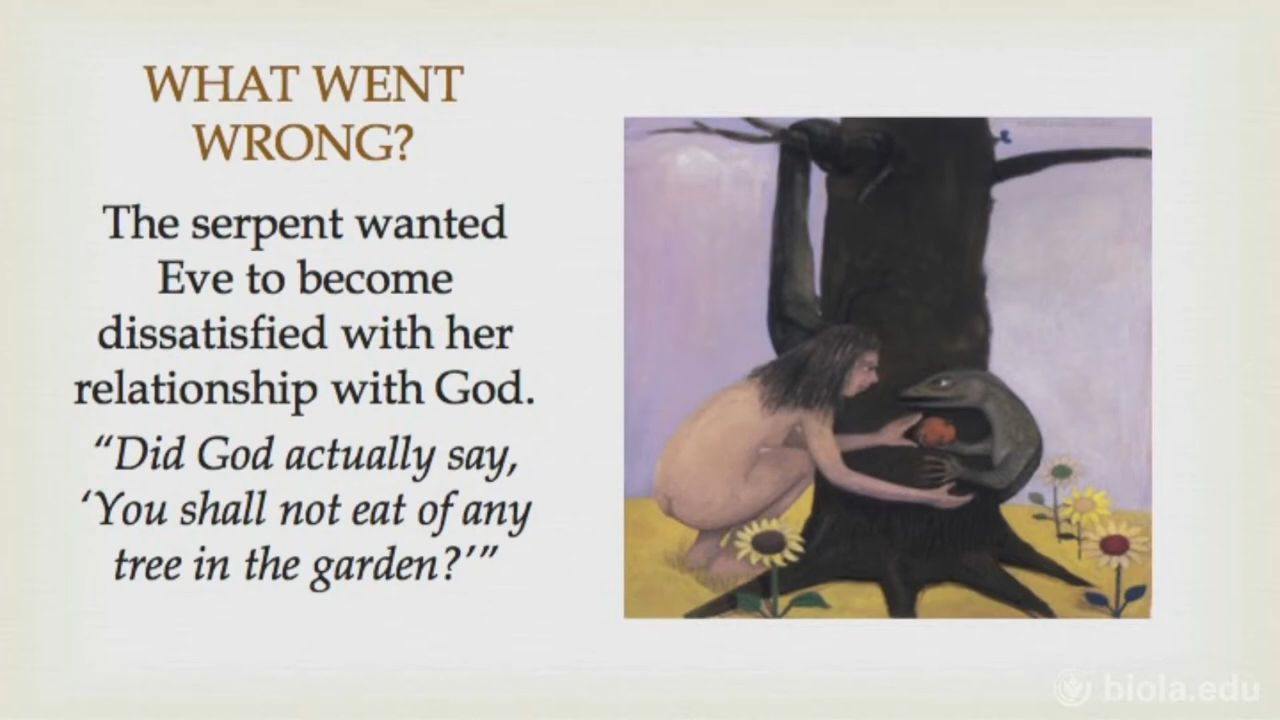 WHAT WENT
WRONG?
The serpent wanted
Eve to become
dissatisfied with her
relationship with God.
“Did God actually say,
‘You shall not eat of any
tree in the garden?’”
biola.edu